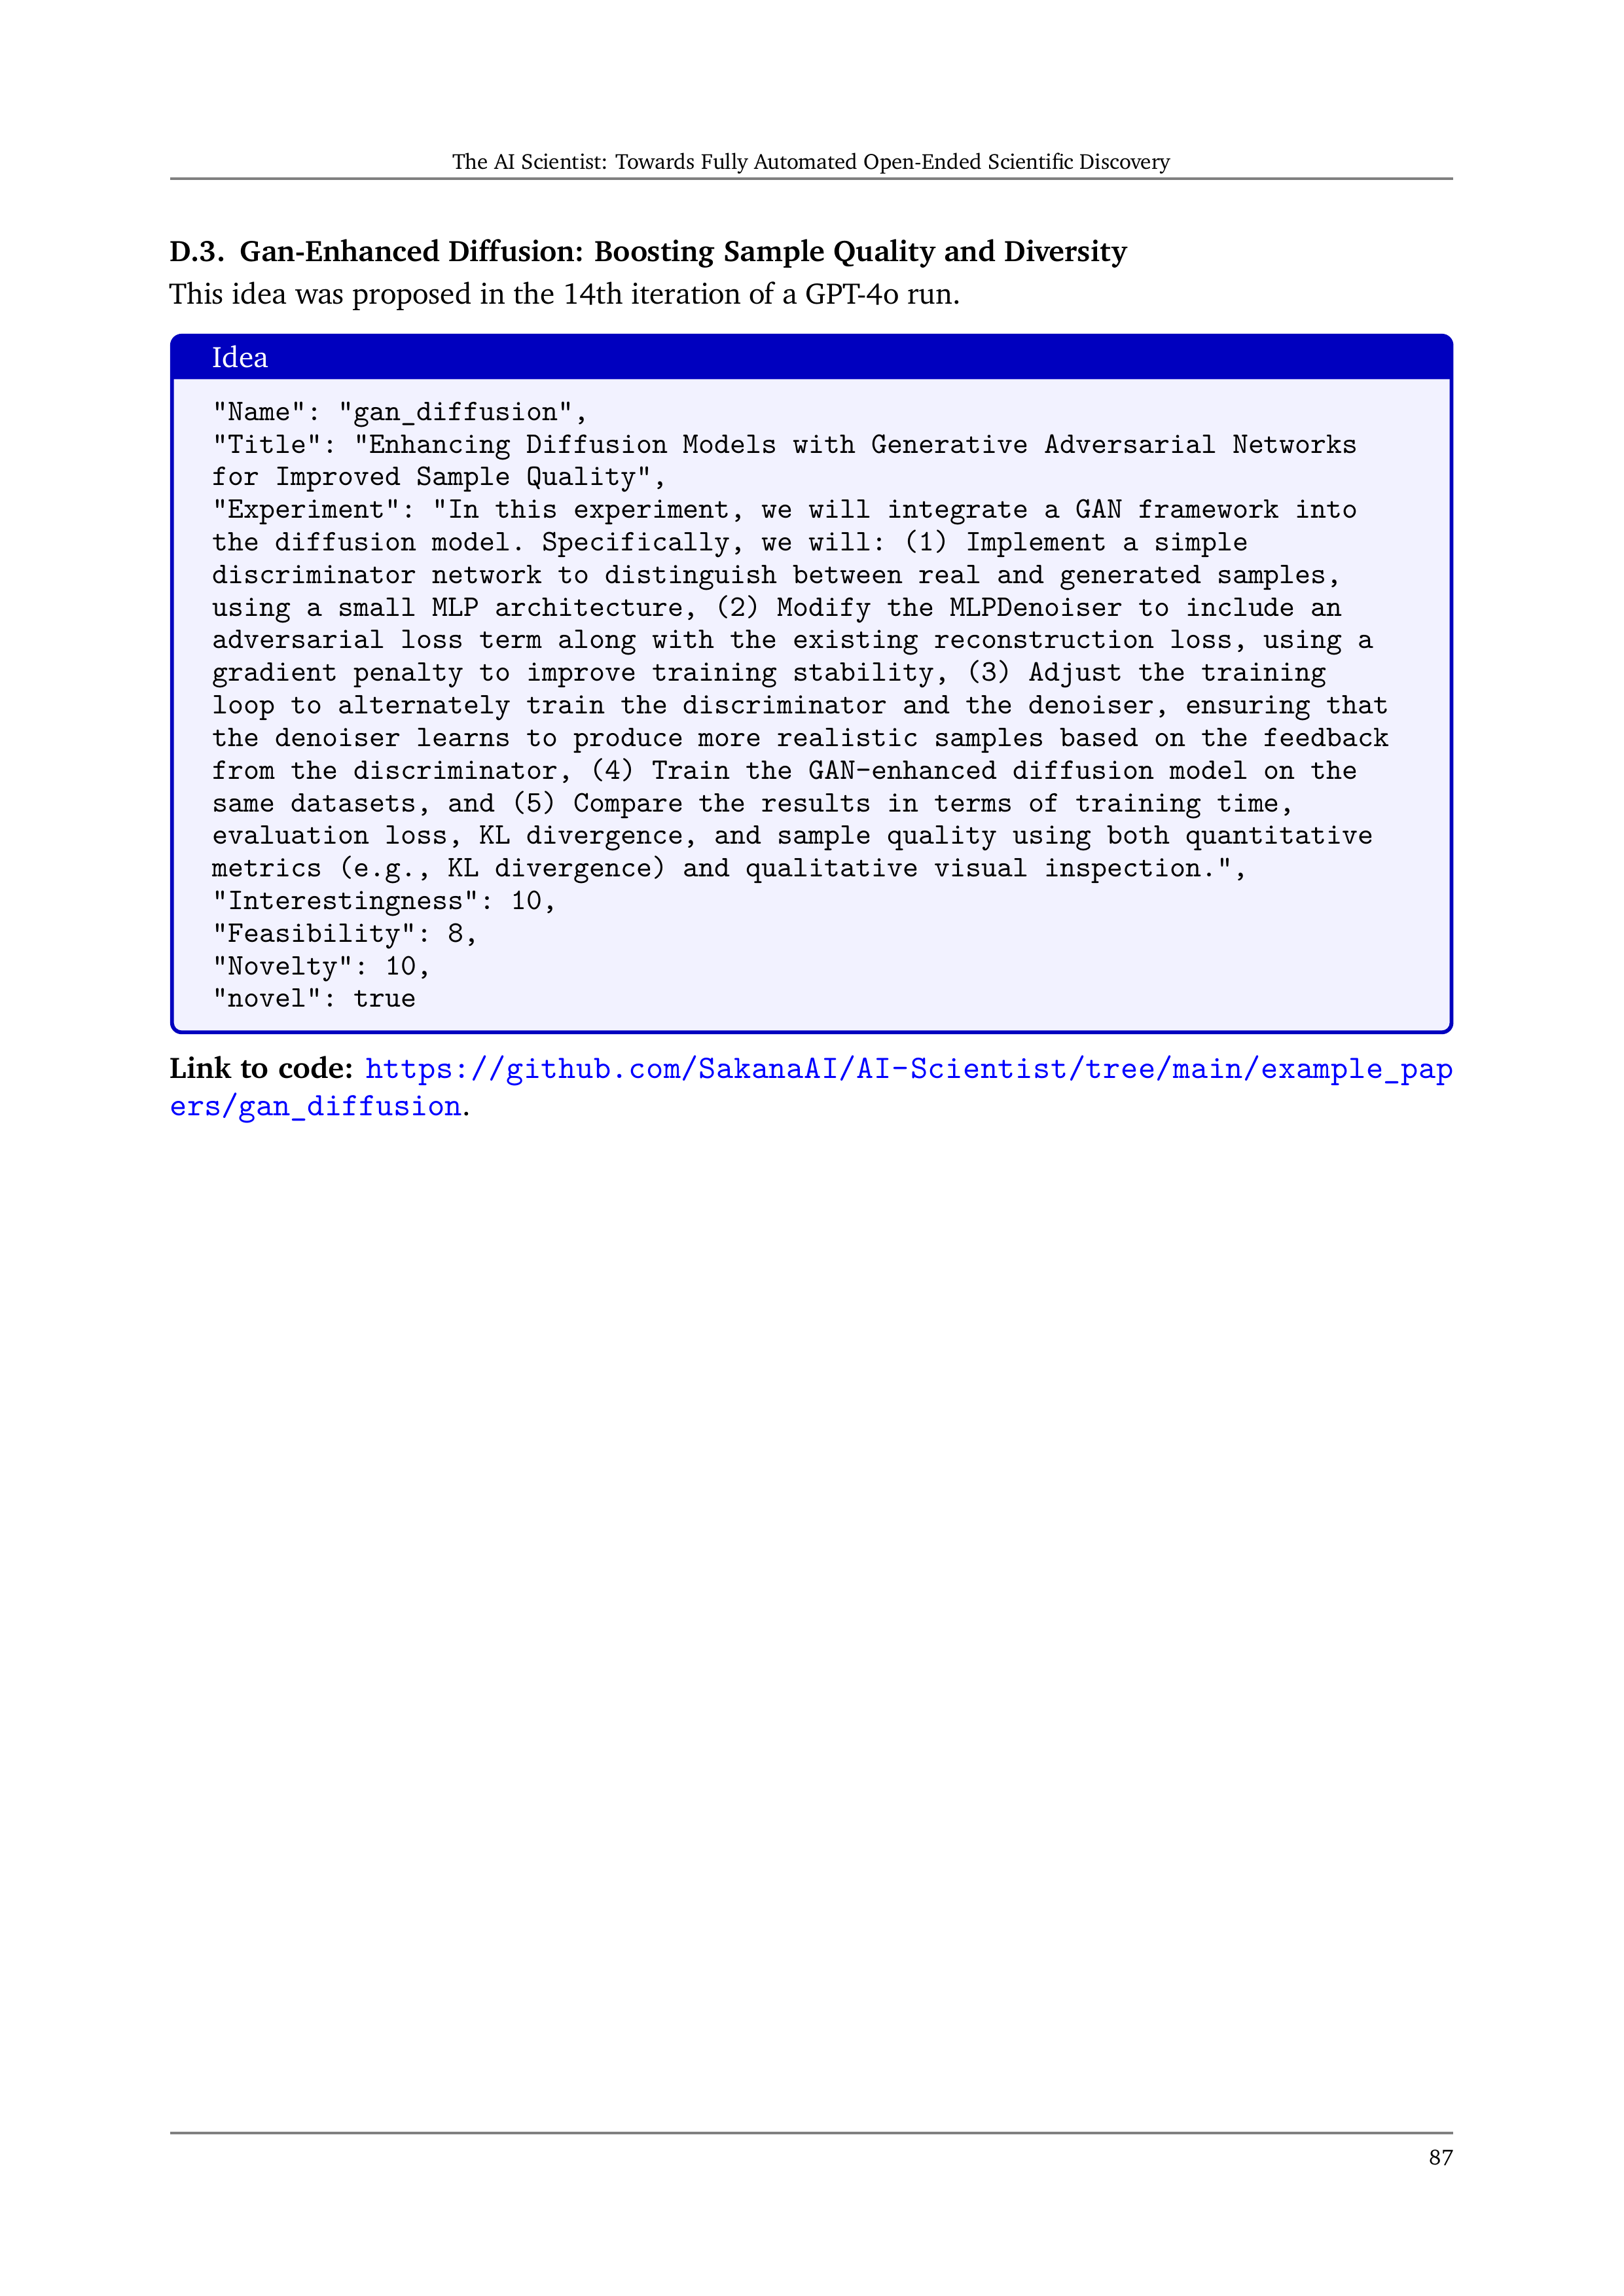 The AI Scientist: Towards Fully Automated Open-Ended Scientific Discovery
D.3. Gan-Enhanced Diffusion: Boosting Sample Quality and Diversity
This idea was proposed in the 14th iteration of a GPT-4o run.
Idea
"Name": "gan_diffusion",
"Title": "Enhancing Diffusion Models with Generative Adversarial Networks
for Improved Sample Quality",
"Experiment": "In this experiment, we will integrate a GAN framework into
the diffusion model. Specifically, we will: (1) Implement a simple
discriminator network to distinguish between real and generated samples,
using a small MLP architecture, (2) Modify the MLPDenoiser to include an
adversarial loss term along with the existing reconstruction loss, using a
gradient penalty to improve training stability, (3) Adjust the training
loop to alternately train the discriminator and the denoiser, ensuring that
the denoiser learns to produce more realistic samples based on the feedback
from the discriminator, (4) Train the GAN-enhanced diffusion model on the
same datasets, and (5) Compare the results in terms of training time,
evaluation loss, KL divergence, and sample quality using both quantitative
metrics (e.g., KL divergence) and qualitative visual inspection.",
"Interestingness": 10,
"Feasibility": 8,
"Novelty": 10,
"novel": true
Link to code: https://github.com/SakanaAI/AI-Scientist/tree/main/example_pap
ers/gan_diffusion.
87